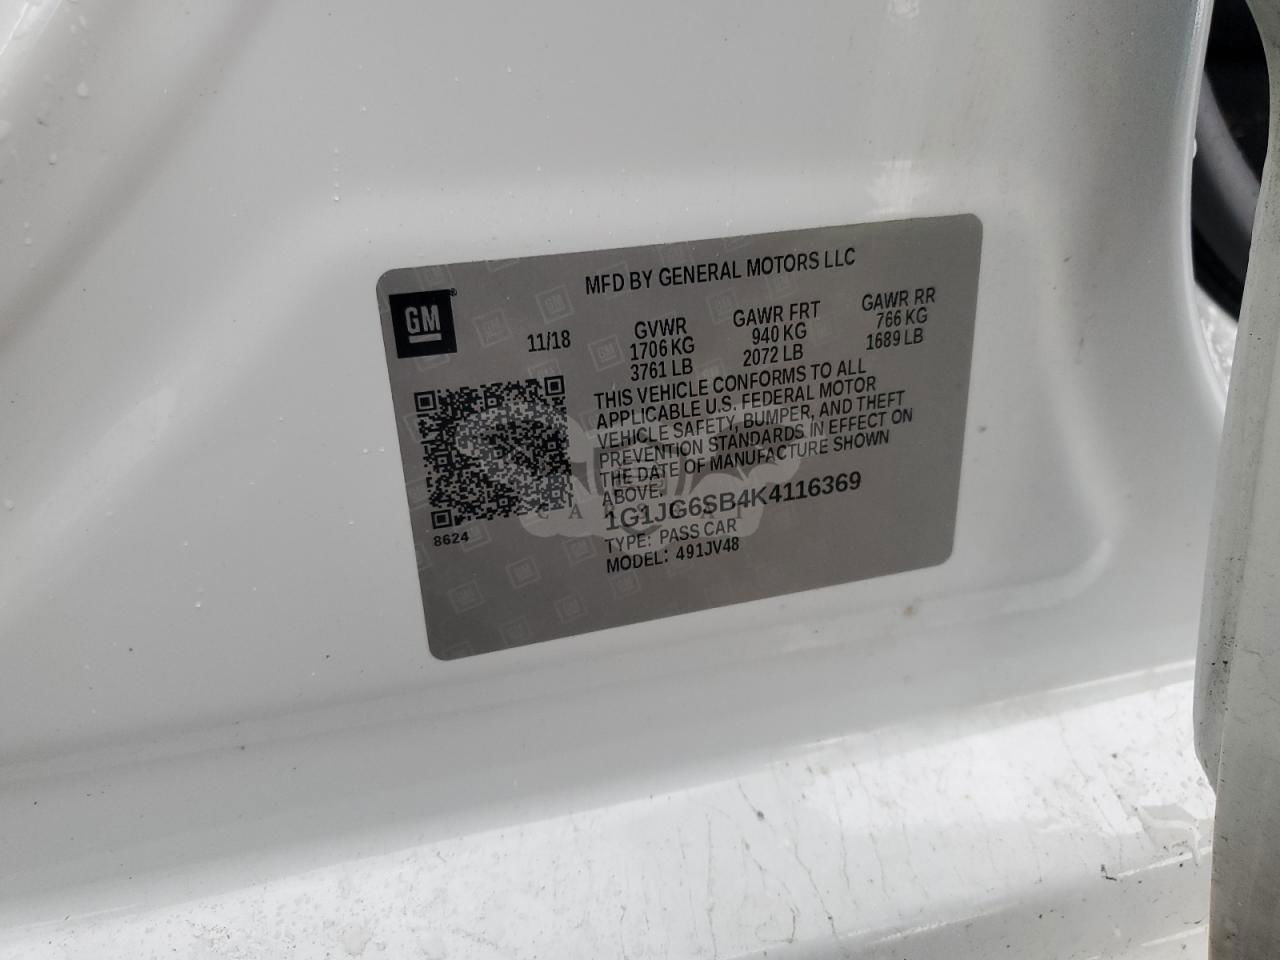 MFD BY GENERAL MOTORS LLC
GM®
11/18
GVWR
1706 KG
3761 LB
GAWR FRT
940 KG
2072 LB
GAWR RR
766 KG
1689 LB
THIS VEHICLE CONFORMS TO ALL
APPLICABLE U.S. FEDERAL MOTOR
VEHICLE SAFETY, BUMPER, AND THEFT
PREVENTION STANDARDS IN EFFECT ON
THE DATE OF MANUFACTURE SHOWN
ABOVE.
1G1JG6SB4K4116369
TYPE: PASS CAR
MODEL: 491JV48
8624